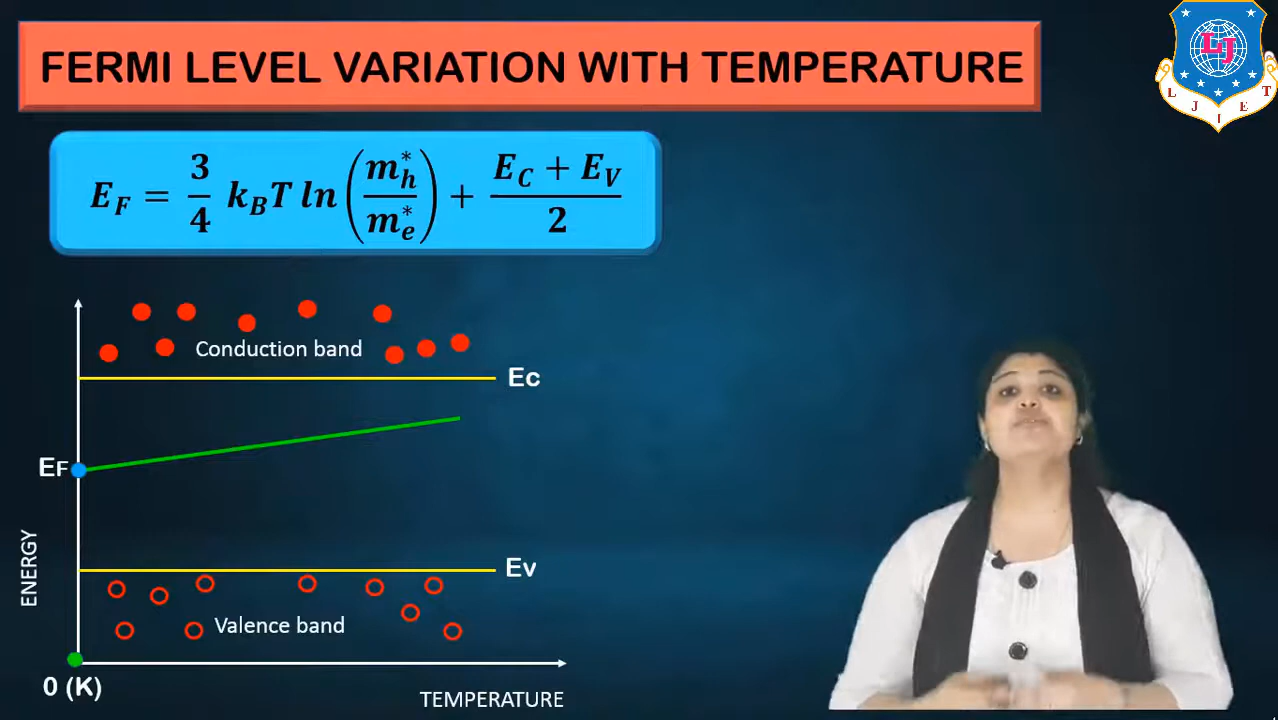 FERMI LEVEL VARIATION WITH TEMPERATURE
LJ
L J I E T
E_F = 3/4 k_B T ln (m_h^* / m_e^*) + (E_C + E_V) / 2
Conduction band
Ec
EF
Ev
Valence band
ENERGY
0 (K)
TEMPERATURE